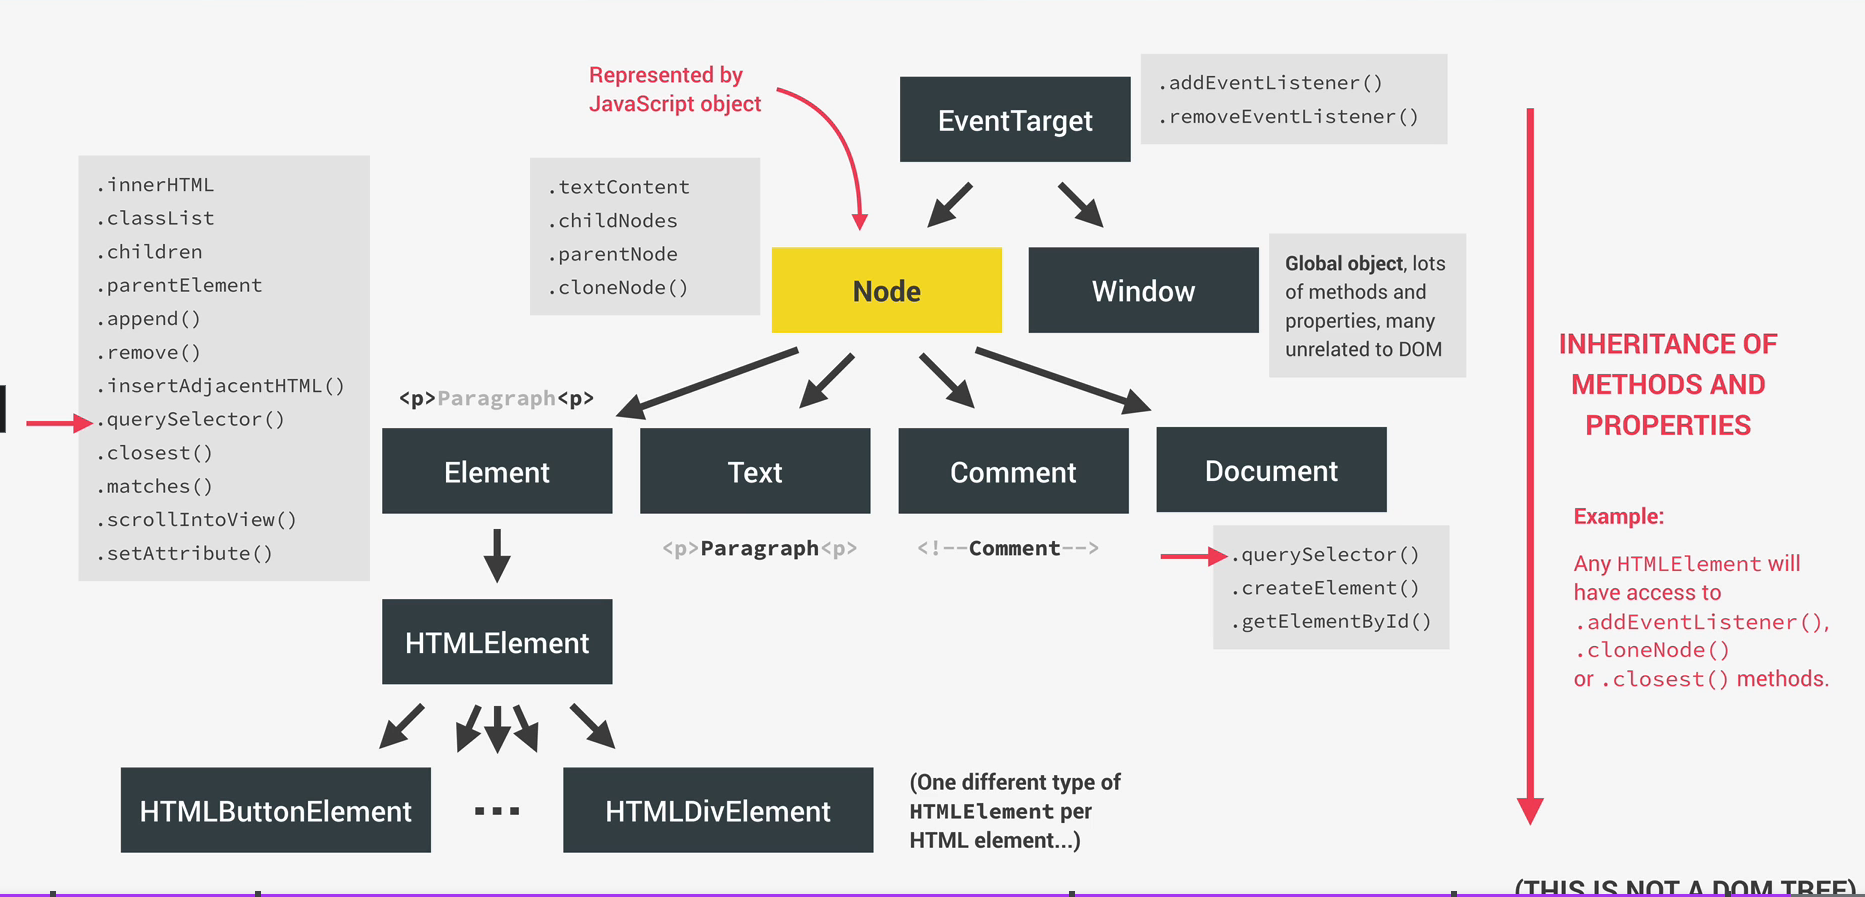 Represented by
JavaScript object
EventTarget
.addEventListener()
.removeEventListener()
.innerHTML
.classList
.children
.parentElement
.append()
.remove()
.insertAdjacentHTML()
.querySelector()
.closest()
.matches()
.scrollIntoView()
.setAttribute()
.textContent
.childNodes
.parentNode
.cloneNode()
Node
Window
Global object, lots
of methods and
properties, many
unrelated to DOM
<p>Paragraph<p>
Element
Text
Comment
Document
<p>Paragraph<p>
<!--Comment-->
.querySelector()
.createElement()
.getElementById()
HTMLElement
HTMLButtonElement
...
HTMLDivElement
(One different type of
HTMLElement per
HTML element...)
INHERITANCE OF
METHODS AND
PROPERTIES
Example:
Any HTMLElement will
have access to
.addEventListener(),
.cloneNode()
or .closest() methods.
(THIS IS NOT A DOM TREE)